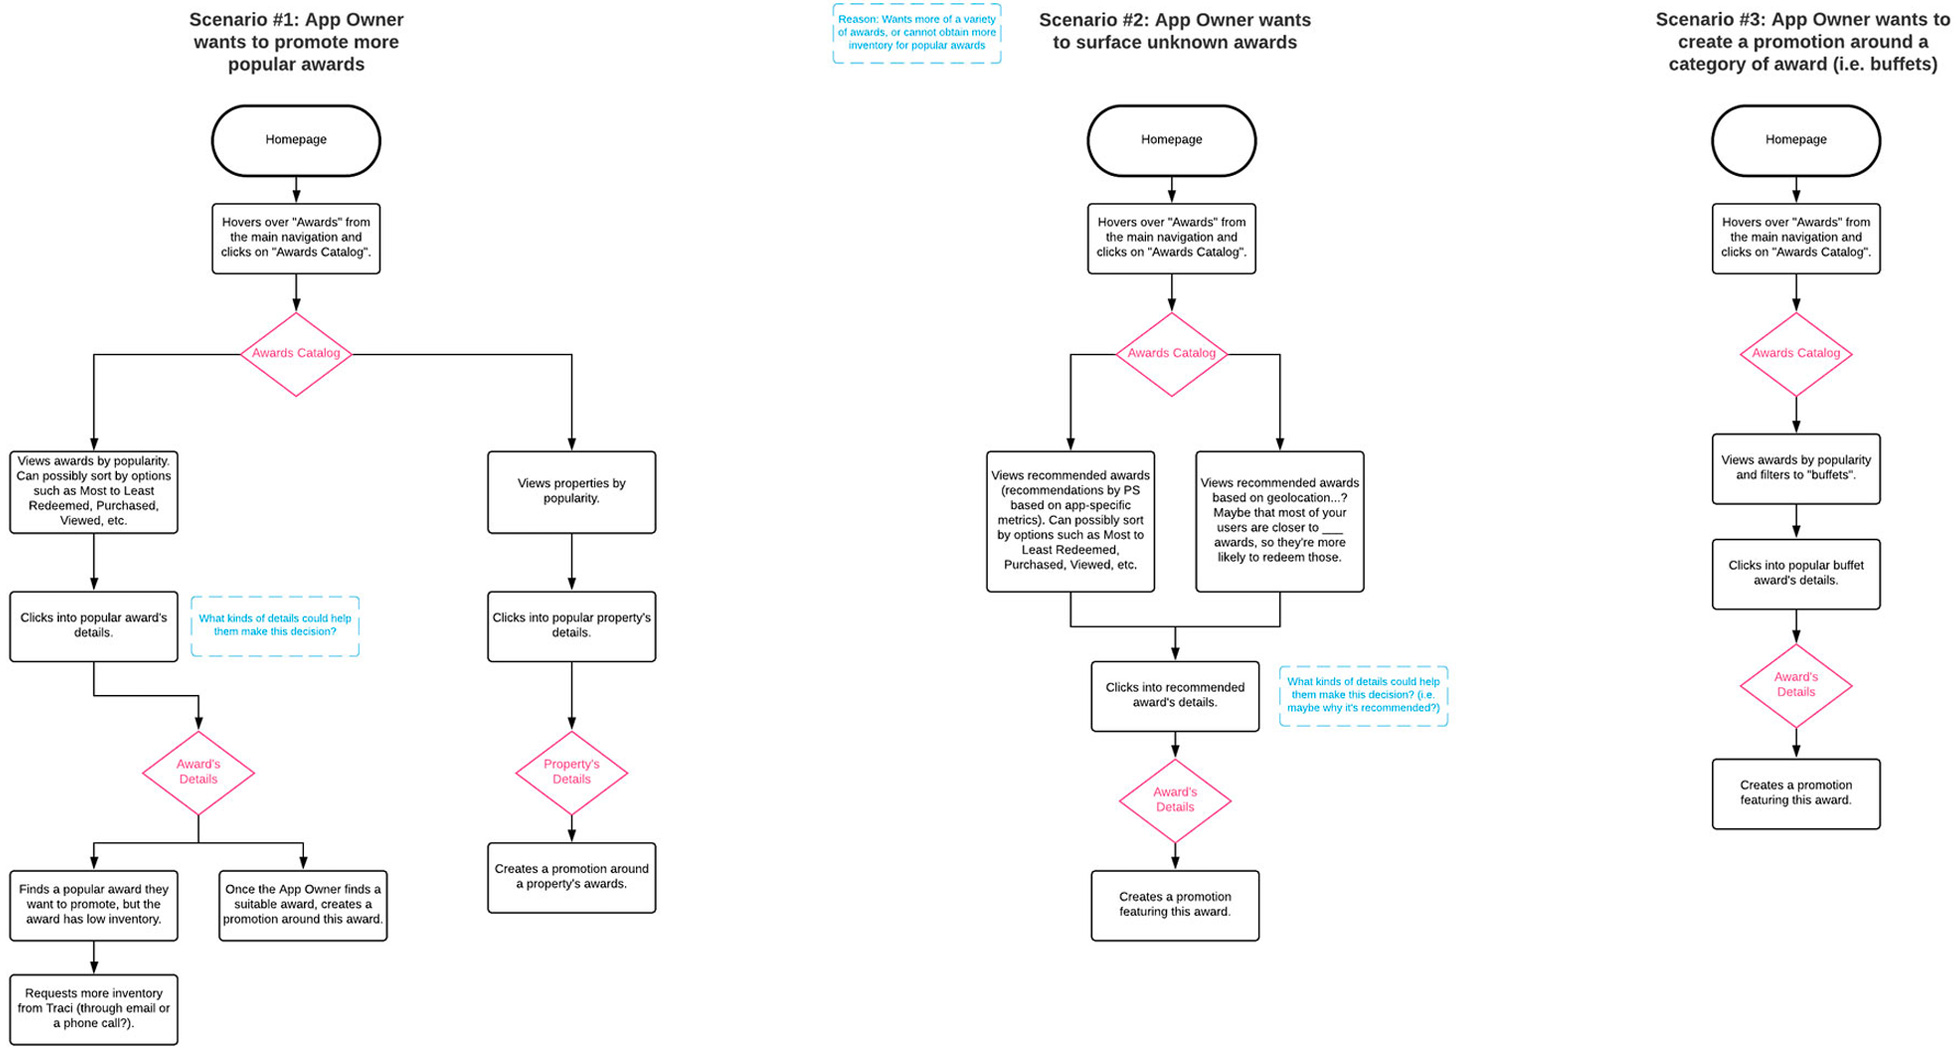 Scenario #1: App Owner
wants to promote more
popular awards
Homepage
Hovers over "Awards" from
the main navigation and
clicks on "Awards Catalog".
Awards Catalog
Views awards by popularity.
Can possibly sort by options
such as Most to Least
Redeemed, Purchased,
Viewed, etc.
Views properties by
popularity.
Clicks into popular award's
details.
What kinds of details could help
them make this decision?
Clicks into popular property's
details.
Award's
Details
Property's
Details
Finds a popular award they
want to promote, but the
award has low inventory.
Once the App Owner finds a
suitable award, creates a
promotion around this award.
Creates a promotion around
a property's awards.
Requests more inventory
from Traci (through email or
a phone call?).
Reason: Wants more of a variety
of awards, or cannot obtain more
inventory for popular awards
Scenario #2: App Owner wants
to surface unknown awards
Homepage
Hovers over "Awards" from
the main navigation and
clicks on "Awards Catalog".
Awards Catalog
Views recommended awards
(recommendations by PS
based on app-specific
metrics). Can possibly sort
by options such as Most to
Least Redeemed,
Purchased, Viewed, etc.
Views recommended awards
based on geolocation...?
Maybe that most of your
users are closer to ___
awards, so they're more
likely to redeem those.
Clicks into recommended
award's details.
What kinds of details could help
them make this decision? (i.e.
maybe why it's recommended?)
Award's
Details
Creates a promotion
featuring this award.
Scenario #3: App Owner wants to
create a promotion around a
category of award (i.e. buffets)
Homepage
Hovers over "Awards" from
the main navigation and
clicks on "Awards Catalog".
Awards Catalog
Views awards by popularity
and filters to "buffets".
Clicks into popular buffet
award's details.
Award's
Details
Creates a promotion
featuring this award.